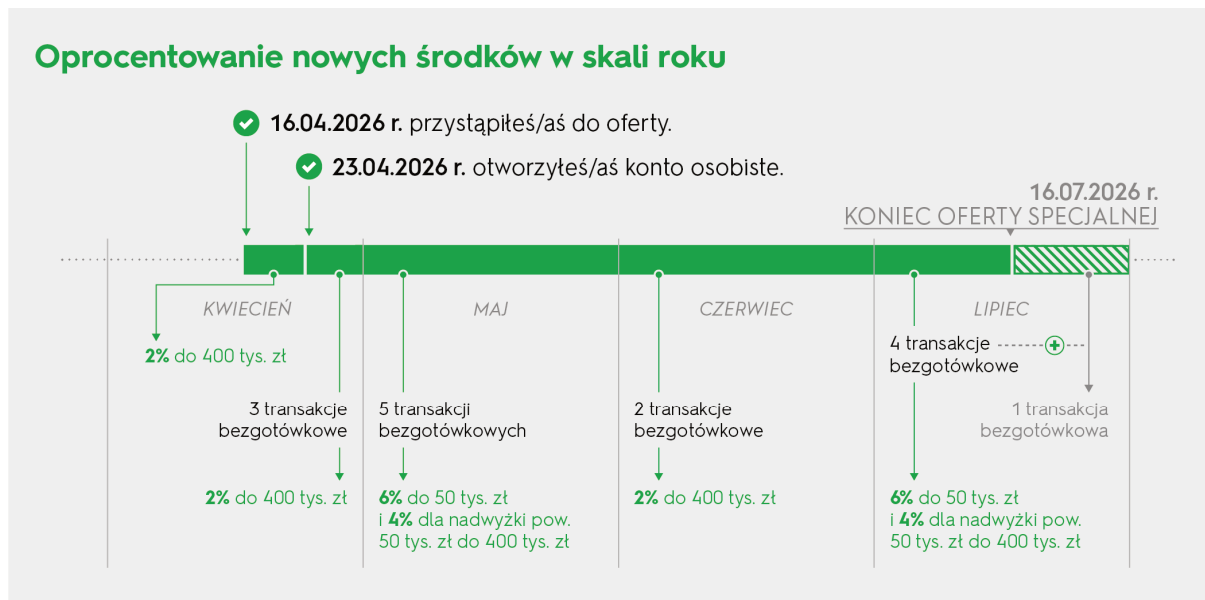 Oprocentowanie nowych środków w skali roku
16.04.2026 r. przystąpiłeś/aś do oferty.
23.04.2026 r. otworzyłeś/aś konto osobiste.
16.07.2026 r.
KONIEC OFERTY SPECJALNEJ
KWIECIEŃ
MAJ
CZERWIEC
LIPIEC
2% do 400 tys. zł
3 transakcje
bezgotówkowe
2% do 400 tys. zł
5 transakcji
bezgotówkowych
6% do 50 tys. zł
i 4% dla nadwyżki pow.
50 tys. zł do 400 tys. zł
2 transakcje
bezgotówkowe
2% do 400 tys. zł
4 transakcje
bezgotówkowe
1 transakcja
bezgotówkowa
6% do 50 tys. zł
i 4% dla nadwyżki pow.
50 tys. zł do 400 tys. zł